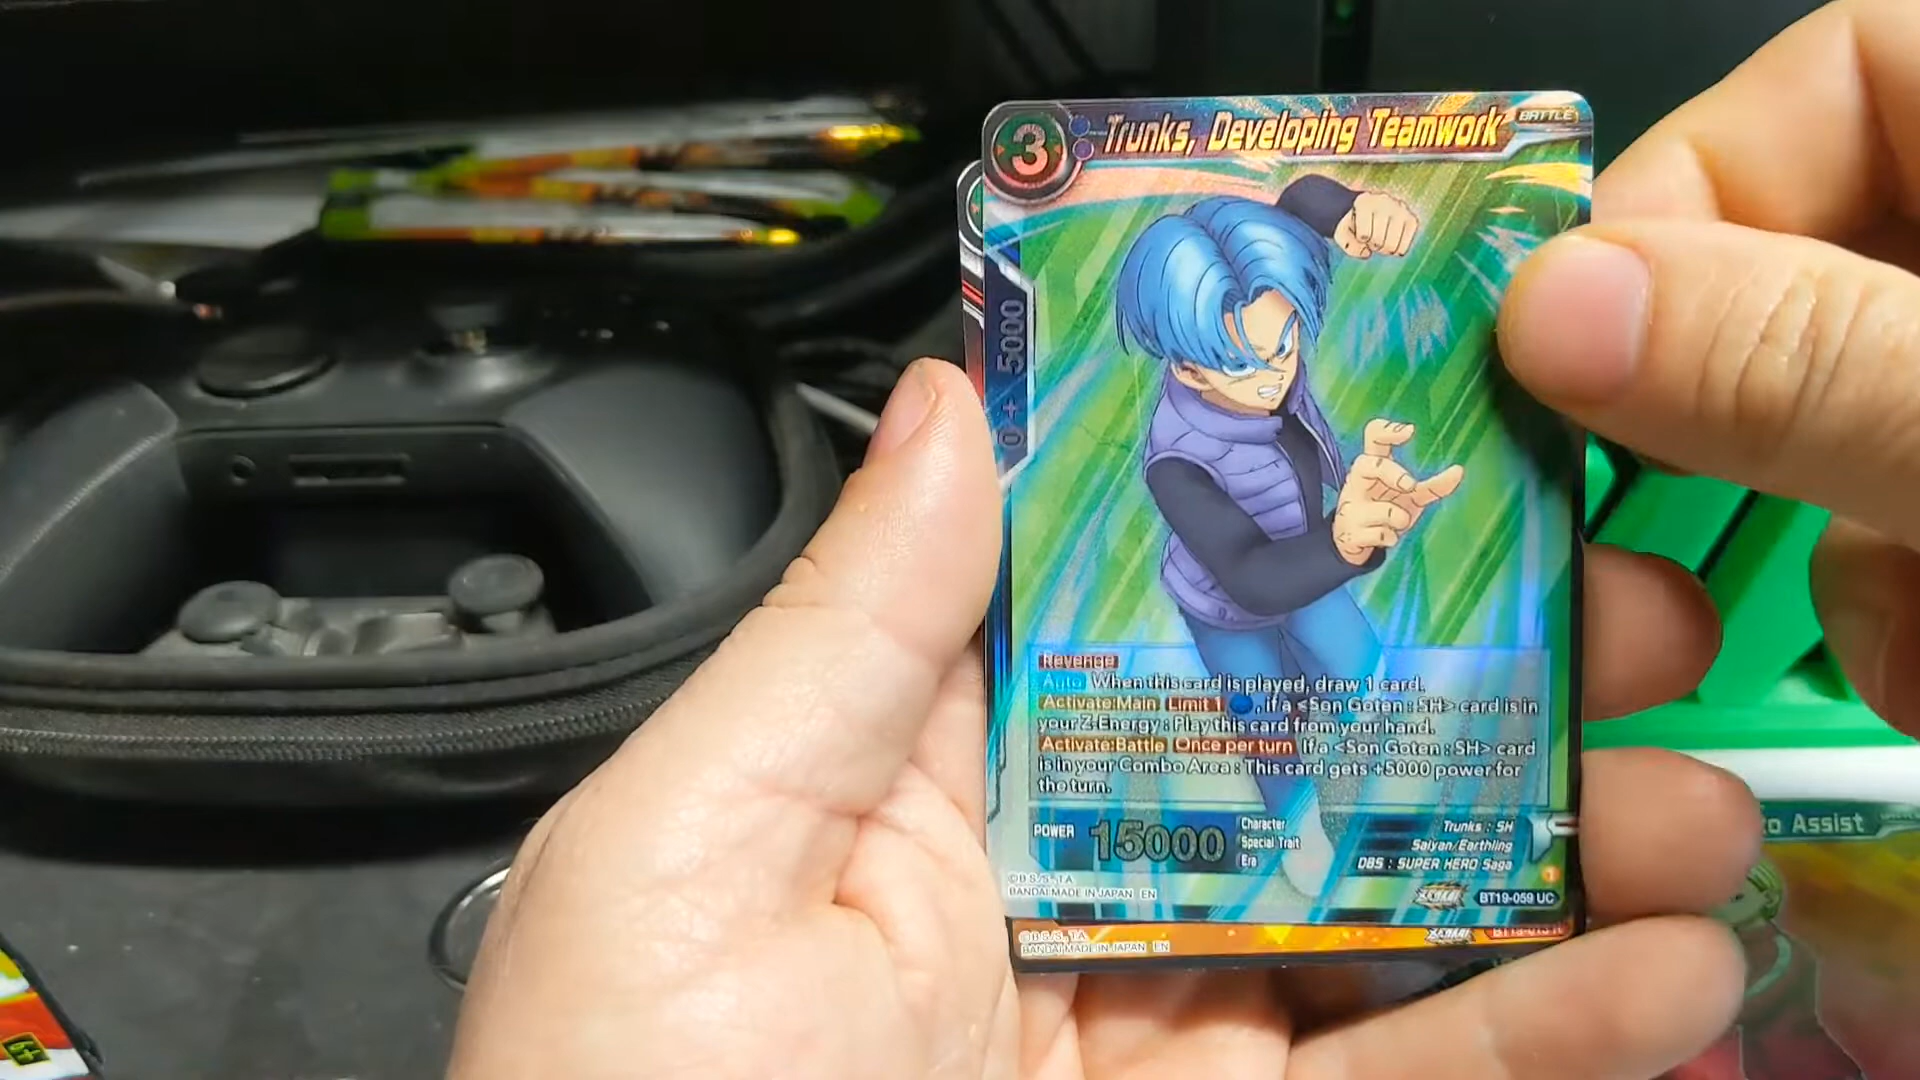 3
Trunks, Developing Teamwork
BATTLE
0 + 5000
Revenge
Auto When this card is played, draw 1 card.
Activate:Main Limit 1 , if a <Son Goten : SH> card is in
your Z-Energy : Play this card from your hand.
Activate:Battle Once per turn If a <Son Goten : SH> card
is in your Combo Area : This card gets +5000 power for
the turn.
POWER 15000
Character Trunks : SH
Special Trait Saiyan/Earthling
Era DBS : SUPER HERO Saga
©B.S./S.,T.A.
BANDAI MADE IN JAPAN EN
BT19-059 UC
©B.S./S.,T.A.
BANDAI MADE IN JAPAN EN
to Assist